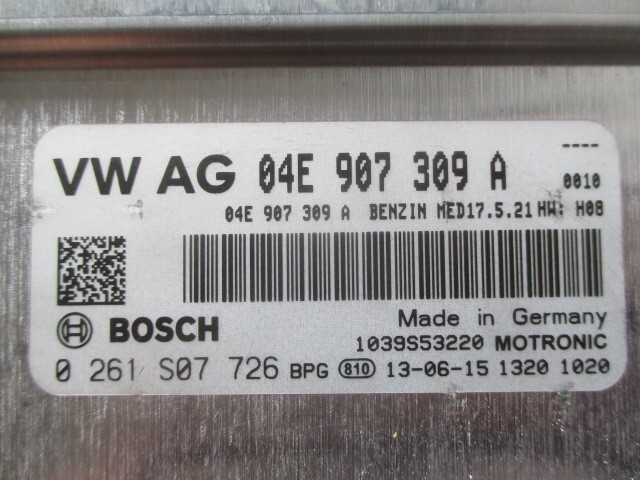 ----
VW AG 04E 907 309 A 0010
04E 907 309 A BENZIN MED17.5.21 HW: H08
BOSCH Made in Germany
1039S53220 MOTRONIC
0 261 S07 726 BPG 810 13-06-15 1320 1020